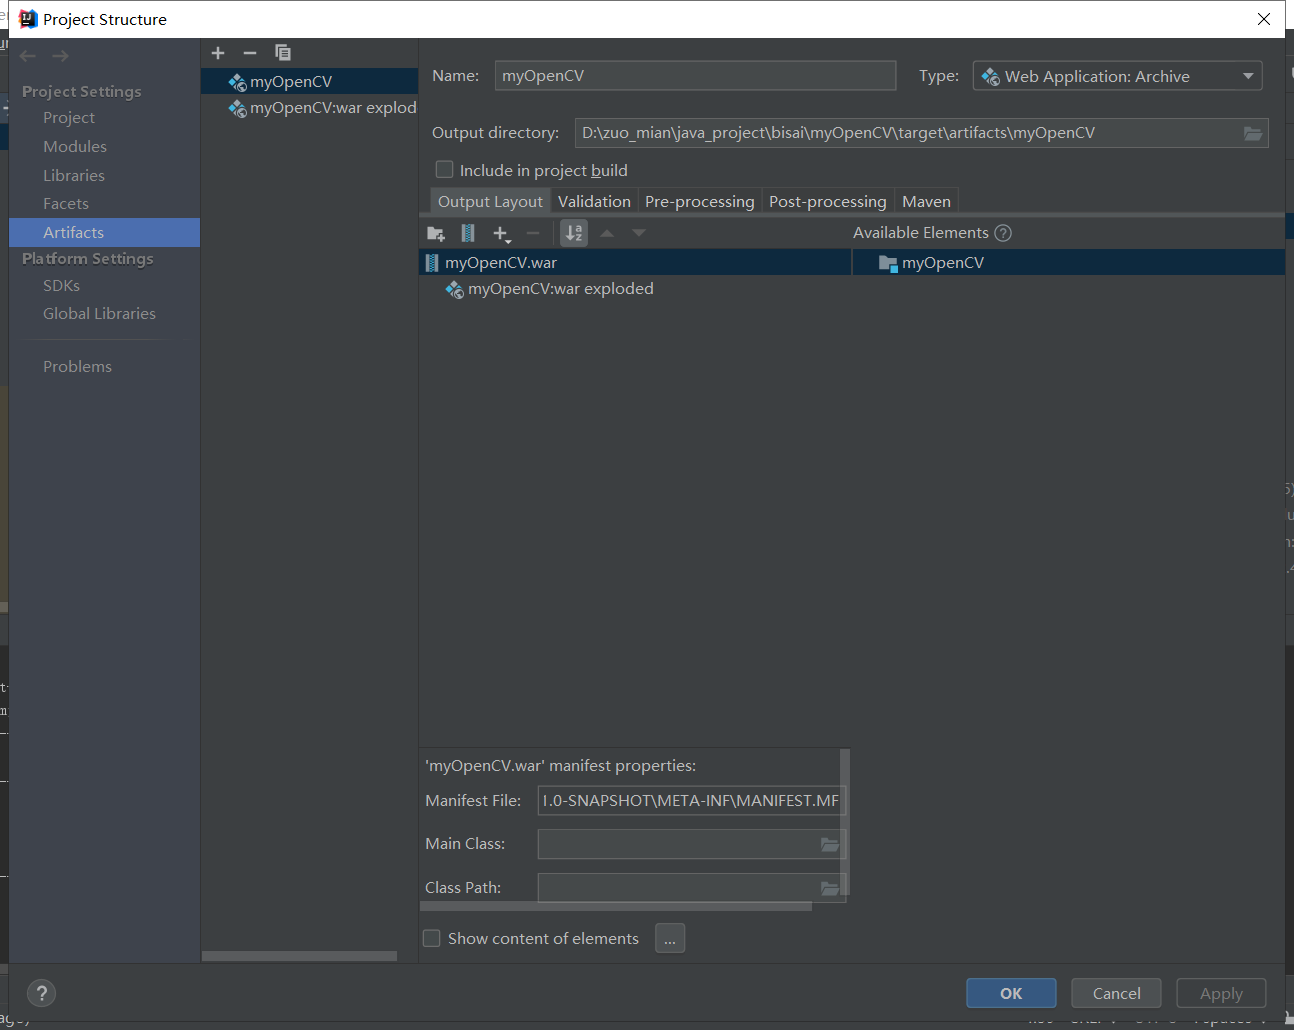 Project Structure
Project Settings
Project
Modules
Libraries
Facets
Artifacts
Platform Settings
SDKs
Global Libraries
Problems
myOpenCV
myOpenCV:war explod
Name: myOpenCV Type: Web Application: Archive
Output directory: D:\zuo_mian\java_project\bisai\myOpenCV\target\artifacts\myOpenCV
Include in project build
Output Layout Validation Pre-processing Post-processing Maven
Available Elements ?
myOpenCV.war
myOpenCV:war exploded
myOpenCV
'myOpenCV.war' manifest properties:
Manifest File: 1.0-SNAPSHOT\META-INF\MANIFEST.MF
Main Class:
Class Path:
Show content of elements ...
? OK Cancel Apply